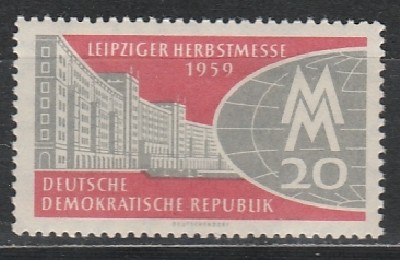 LEIPZIGER HERBSTMESSE
1959
MM
20
DEUTSCHE
DEMOKRATISCHE REPUBLIK